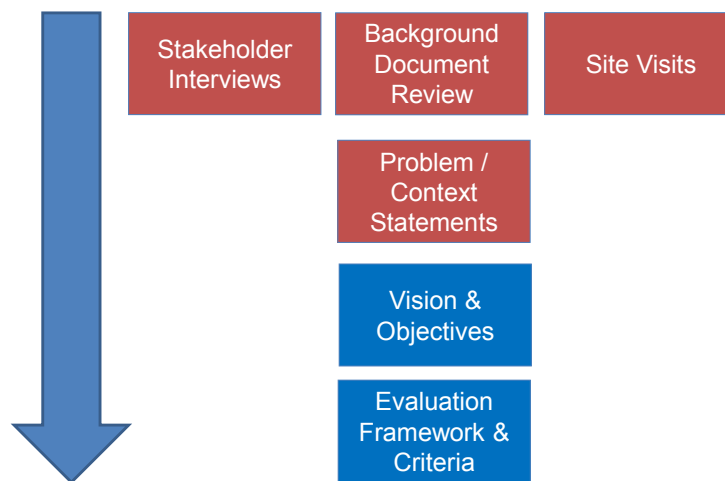 Stakeholder
Interviews
Background
Document
Review
Site Visits
Problem /
Context
Statements
Vision &
Objectives
Evaluation
Framework &
Criteria